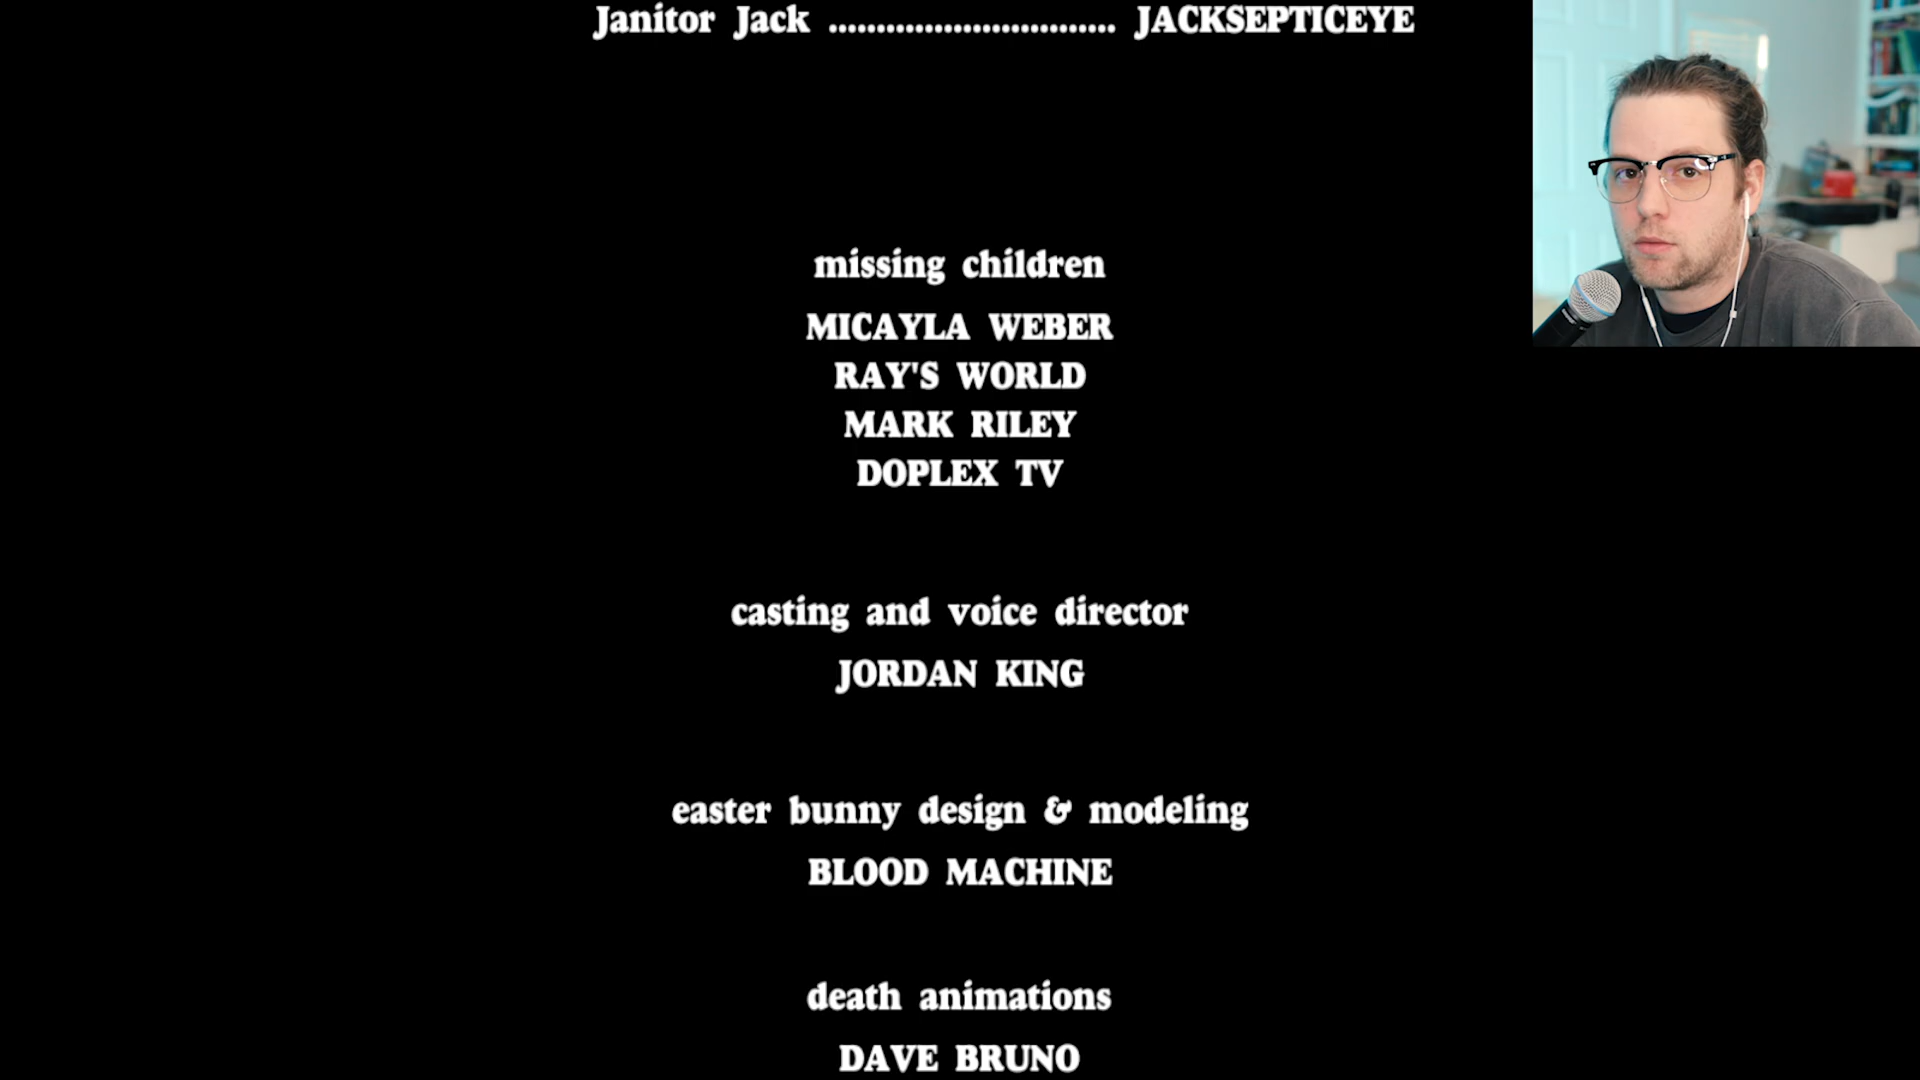 Janitor Jack .............................. JACKSEPTICEYE
missing children
MICAYLA WEBER
RAY'S WORLD
MARK RILEY
DOPLEX TV
casting and voice director
JORDAN KING
easter bunny design & modeling
BLOOD MACHINE
death animations
DAVE BRUNO